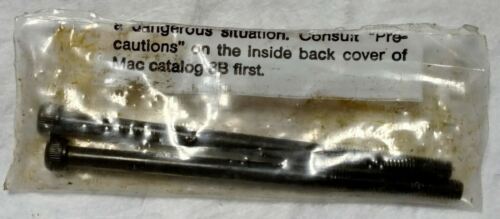 a dangerous situation. Consult "Pre-
cautions" on the inside back cover of
Mac catalog 3B first.